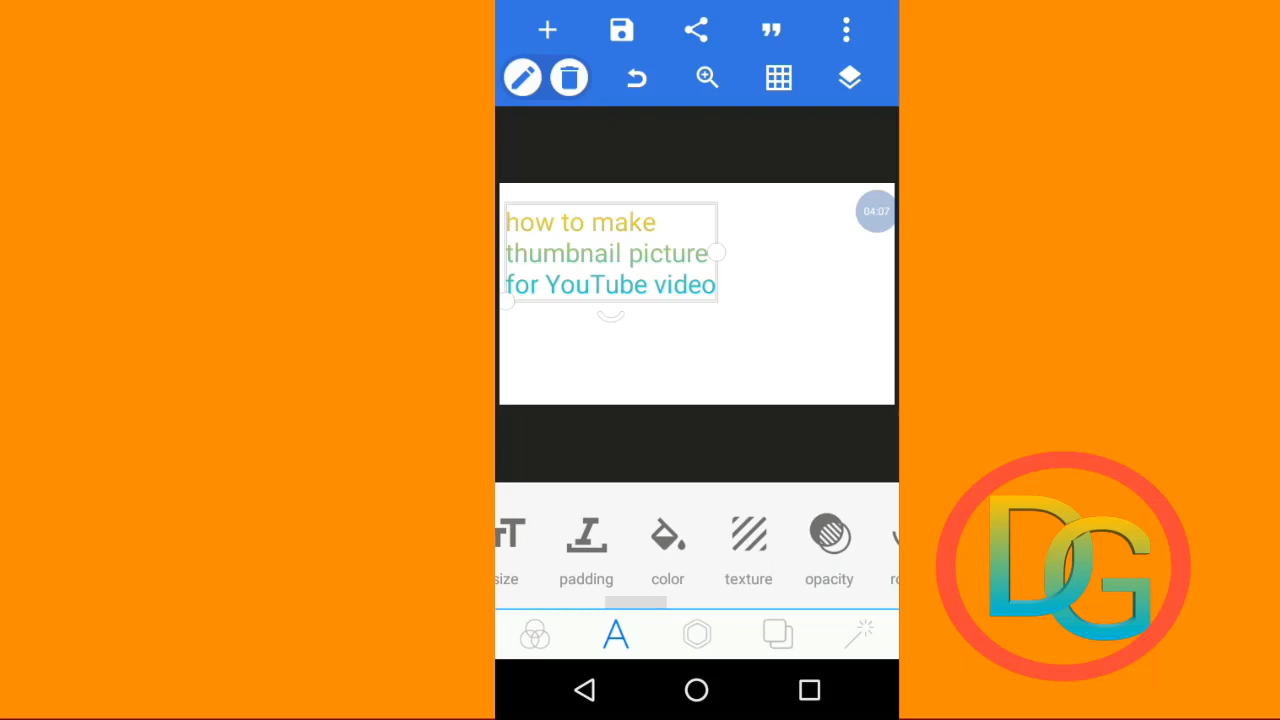 04:07
how to make
thumbnail picture
for YouTube video
size
padding
color
texture
opacity
DG